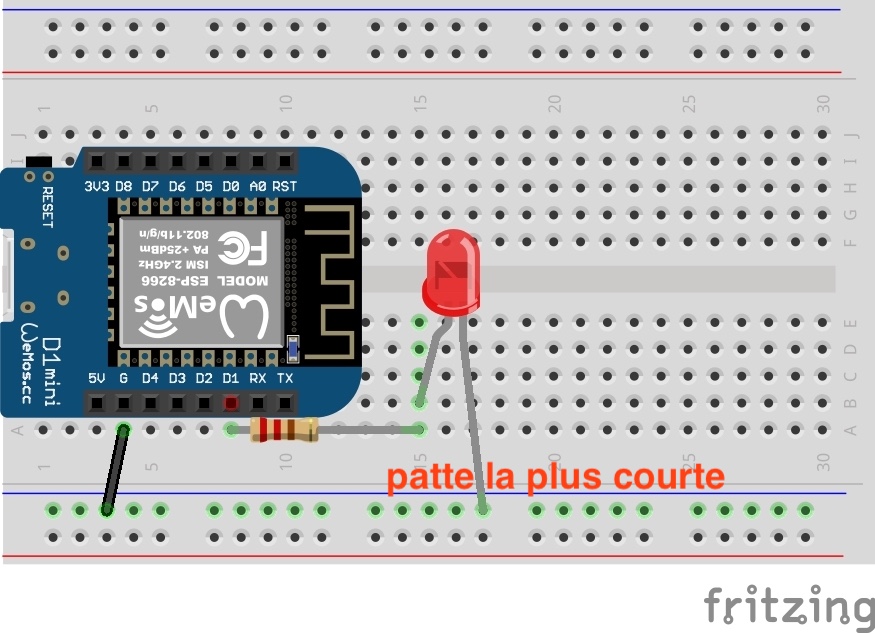 1 5 10 15 20 25 30
J J
I I
H
G
F
3V3 D8 D7 D6 D5 D0 A0 RST
RESET
802.11b/g/n
PA +25dBm
ISM 2.4GHz
FC
MODEL ESP-8266
WeMos
D1 mini
WeMos.cc
5V G D4 D3 D2 D1 RX TX
E
D
C
B
A A
1 5 10 15 20 25 30
patte la plus courte
fritzing